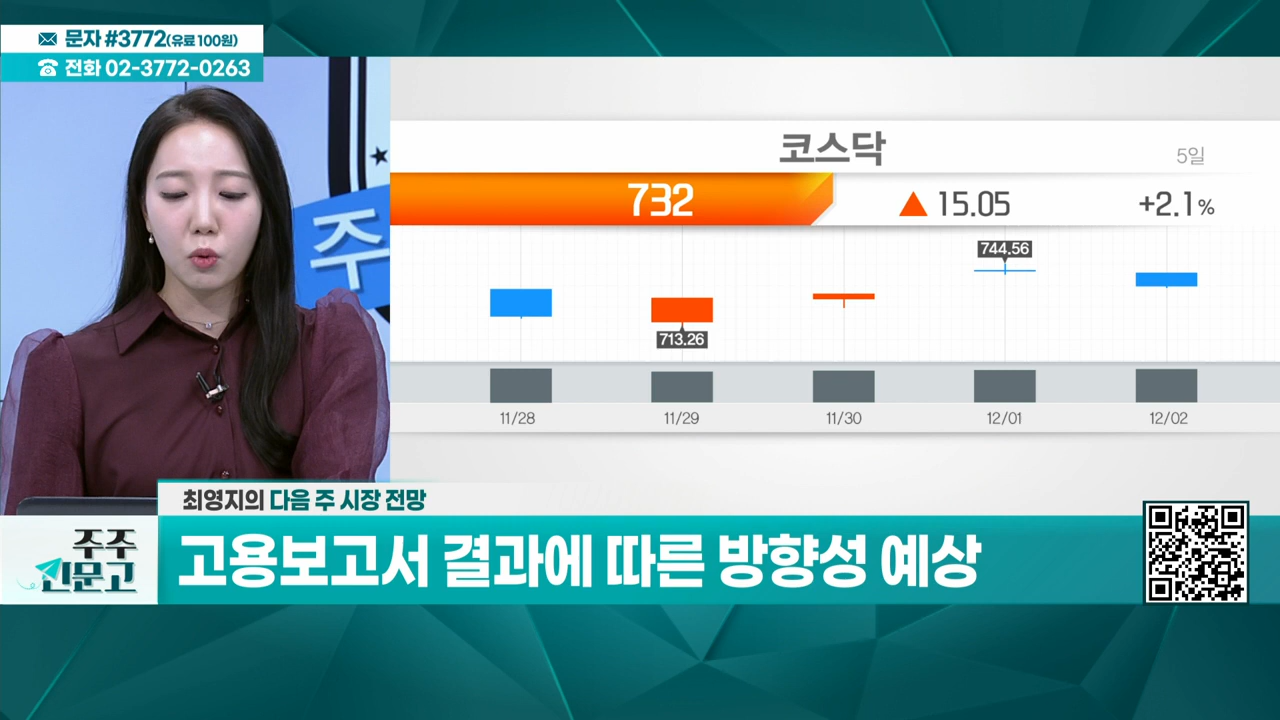 문자 #3772(유료 100원)
전화 02-3772-0263
주
코스닥
5일
732
▲ 15.05
+2.1%
744.56
713.26
11/28 11/29 11/30 12/01 12/02
최영지의 다음 주 시장 전망
고용보고서 결과에 따른 방향성 예상
주주
신문고